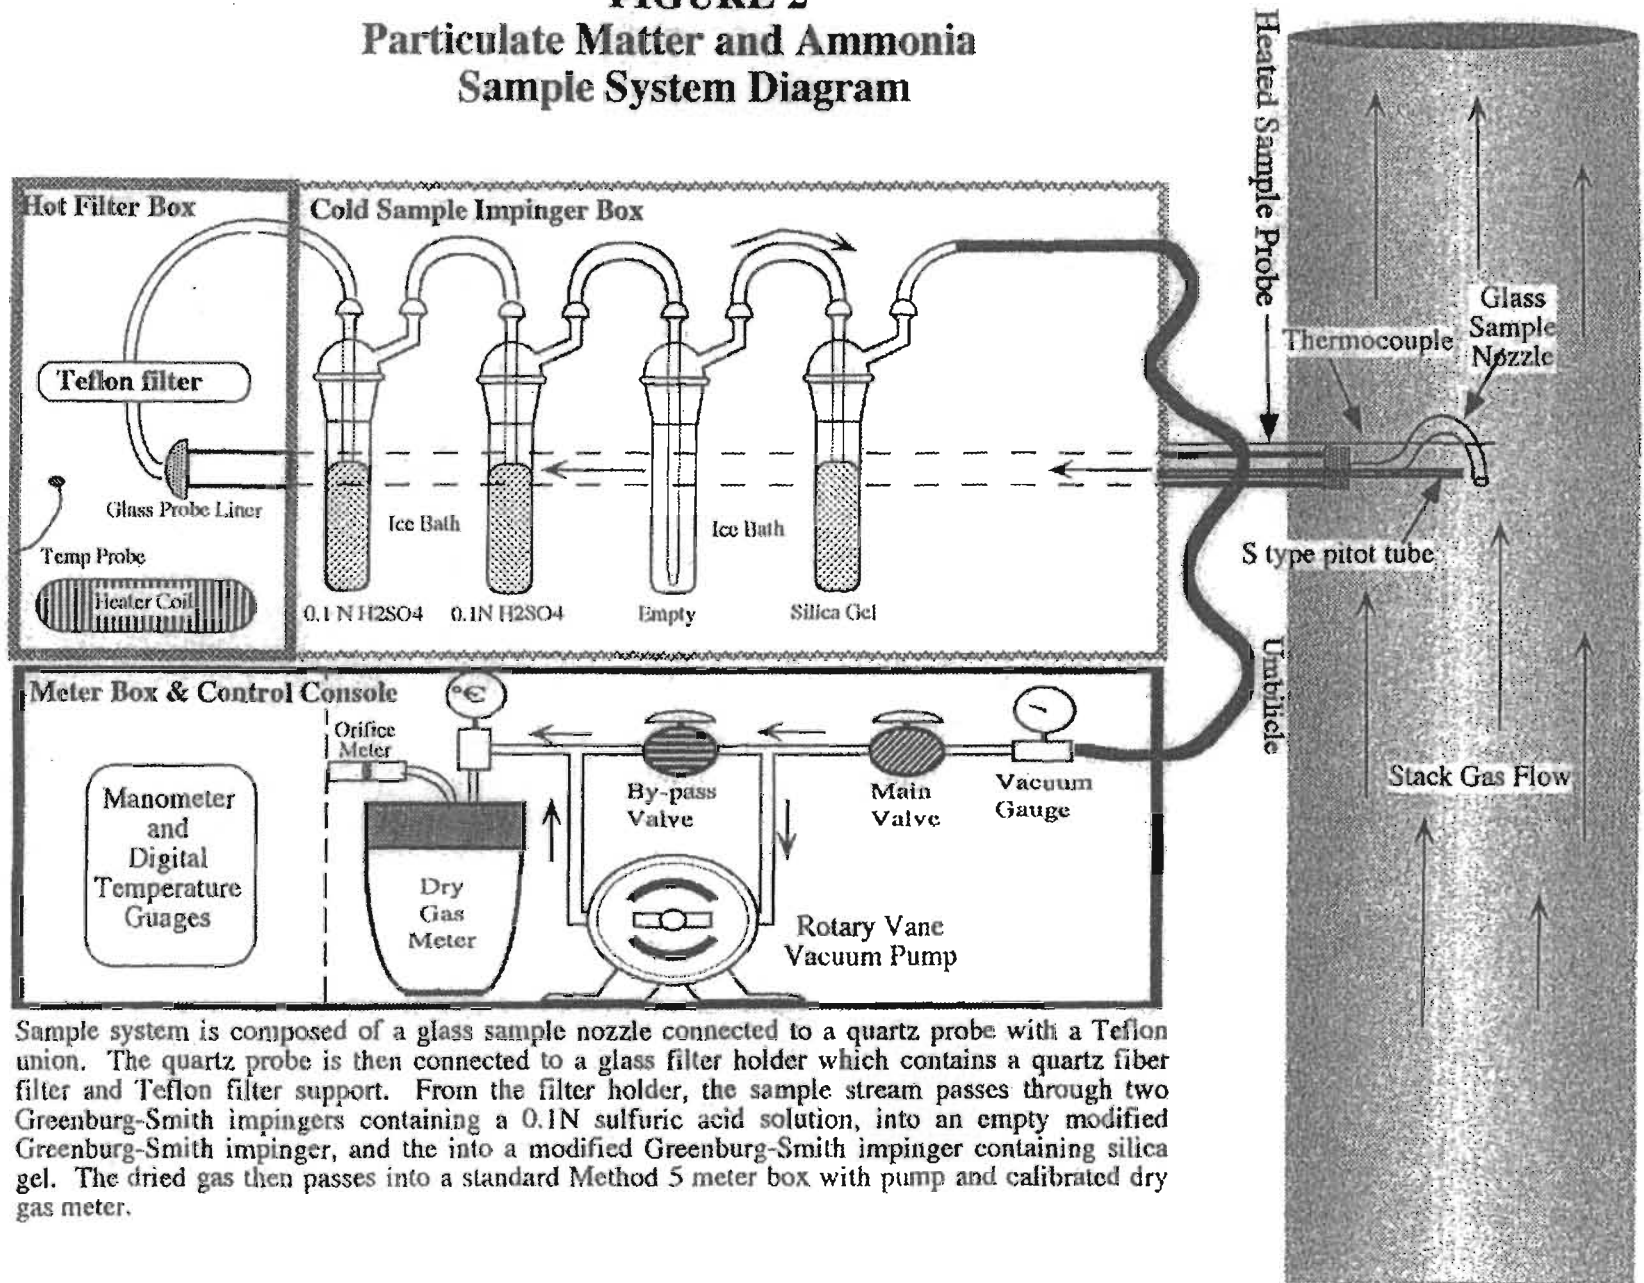 FIGURE 2
Particulate Matter and Ammonia
Sample System Diagram
Heated Sample Probe
Hot Filter Box
Cold Sample Impinger Box
Teflon filter
Glass Probe Liner
Temp Probe
Heater Coil
Ice Bath
Ice Bath
0.1 N H2SO4
0.1N H2SO4
Empty
Silica Gel
Thermocouple
Glass
Sample
Nozzle
S type pitot tube
Umbilicle
Stack Gas Flow
Meter Box & Control Console
°C
Orifice
Meter
Manometer
and
Digital
Temperature
Guages
Dry
Gas
Meter
By-pass
Valve
Main
Valve
Vacuum
Gauge
Rotary Vane
Vacuum Pump
Sample system is composed of a glass sample nozzle connected to a quartz probe with a Teflon
union. The quartz probe is then connected to a glass filter holder which contains a quartz fiber
filter and Teflon filter support. From the filter holder, the sample stream passes through two
Greenburg-Smith impingers containing a 0.1N sulfuric acid solution, into an empty modified
Greenburg-Smith impinger, and the into a modified Greenburg-Smith impinger containing silica
gel. The dried gas then passes into a standard Method 5 meter box with pump and calibrated dry
gas meter.